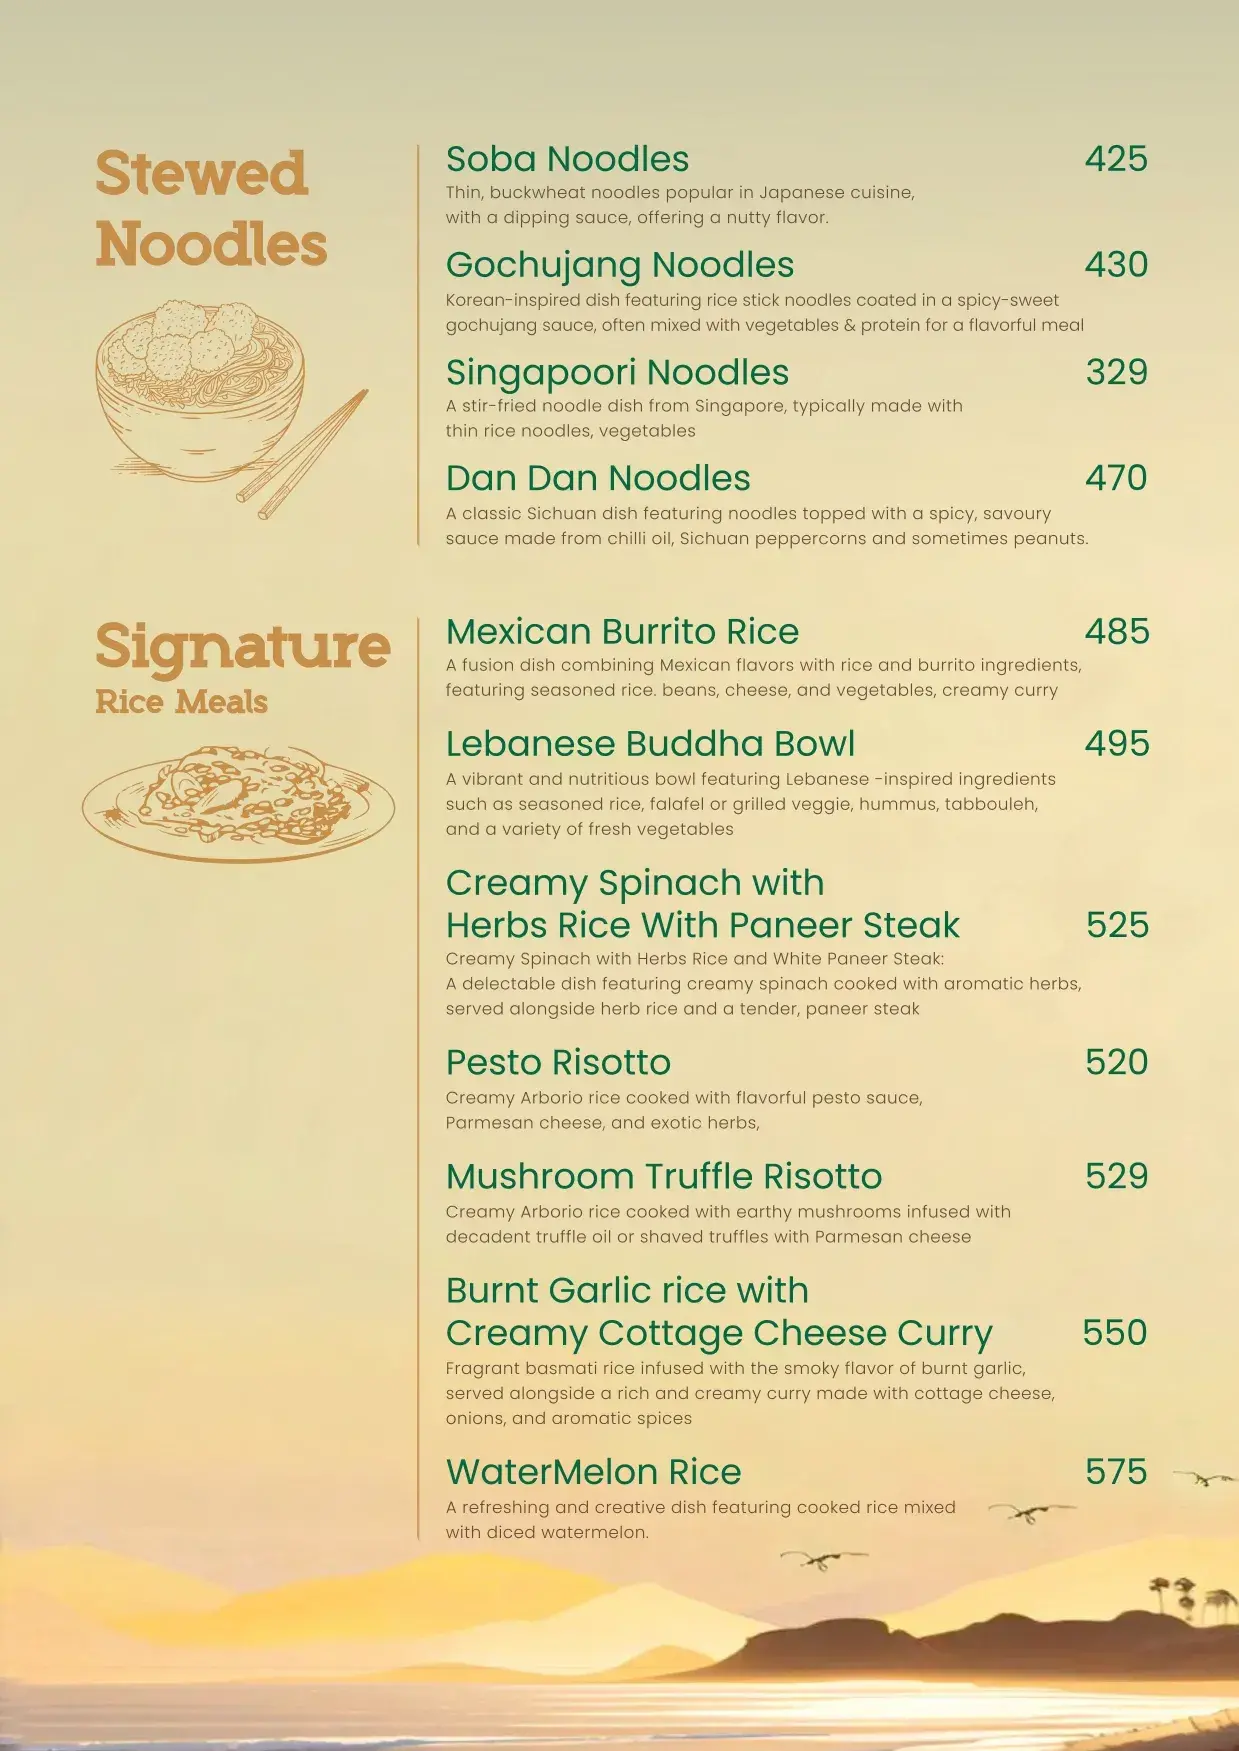 Stewed
Noodles
Soba Noodles 425
Thin, buckwheat noodles popular in Japanese cuisine,
with a dipping sauce, offering a nutty flavor.
Gochujang Noodles 430
Korean-inspired dish featuring rice stick noodles coated in a spicy-sweet
gochujang sauce, often mixed with vegetables & protein for a flavorful meal
Singapoori Noodles 329
A stir-fried noodle dish from Singapore, typically made with
thin rice noodles, vegetables
Dan Dan Noodles 470
A classic Sichuan dish featuring noodles topped with a spicy, savoury
sauce made from chilli oil, Sichuan peppercorns and sometimes peanuts.
Signature
Rice Meals
Mexican Burrito Rice 485
A fusion dish combining Mexican flavors with rice and burrito ingredients,
featuring seasoned rice. beans, cheese, and vegetables, creamy curry
Lebanese Buddha Bowl 495
A vibrant and nutritious bowl featuring Lebanese -inspired ingredients
such as seasoned rice, falafel or grilled veggie, hummus, tabbouleh,
and a variety of fresh vegetables
Creamy Spinach with
Herbs Rice With Paneer Steak 525
Creamy Spinach with Herbs Rice and White Paneer Steak:
A delectable dish featuring creamy spinach cooked with aromatic herbs,
served alongside herb rice and a tender, paneer steak
Pesto Risotto 520
Creamy Arborio rice cooked with flavorful pesto sauce,
Parmesan cheese, and exotic herbs,
Mushroom Truffle Risotto 529
Creamy Arborio rice cooked with earthy mushrooms infused with
decadent truffle oil or shaved truffles with Parmesan cheese
Burnt Garlic rice with
Creamy Cottage Cheese Curry 550
Fragrant basmati rice infused with the smoky flavor of burnt garlic,
served alongside a rich and creamy curry made with cottage cheese,
onions, and aromatic spices
WaterMelon Rice 575
A refreshing and creative dish featuring cooked rice mixed
with diced watermelon.